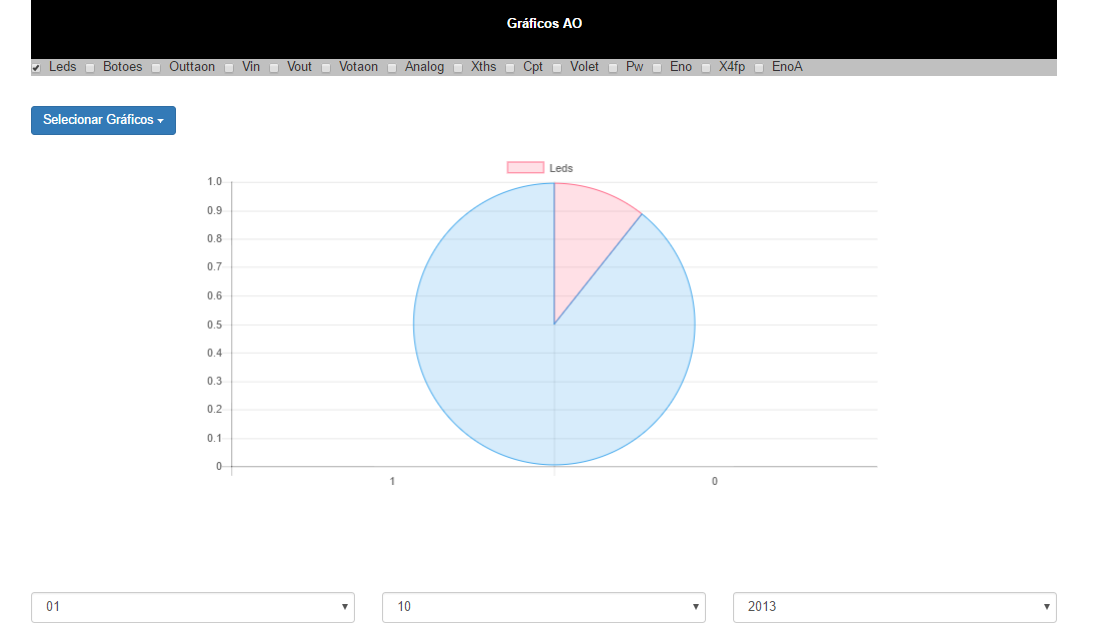 Gráficos AO
Leds Botoes Outtaon Vin Vout Votaon Analog Xths Cpt Volet Pw Eno X4fp EnoA
Selecionar Gráficos
Leds
1.0
0.9
0.8
0.7
0.6
0.5
0.4
0.3
0.2
0.1
0
1 0
01 10 2013